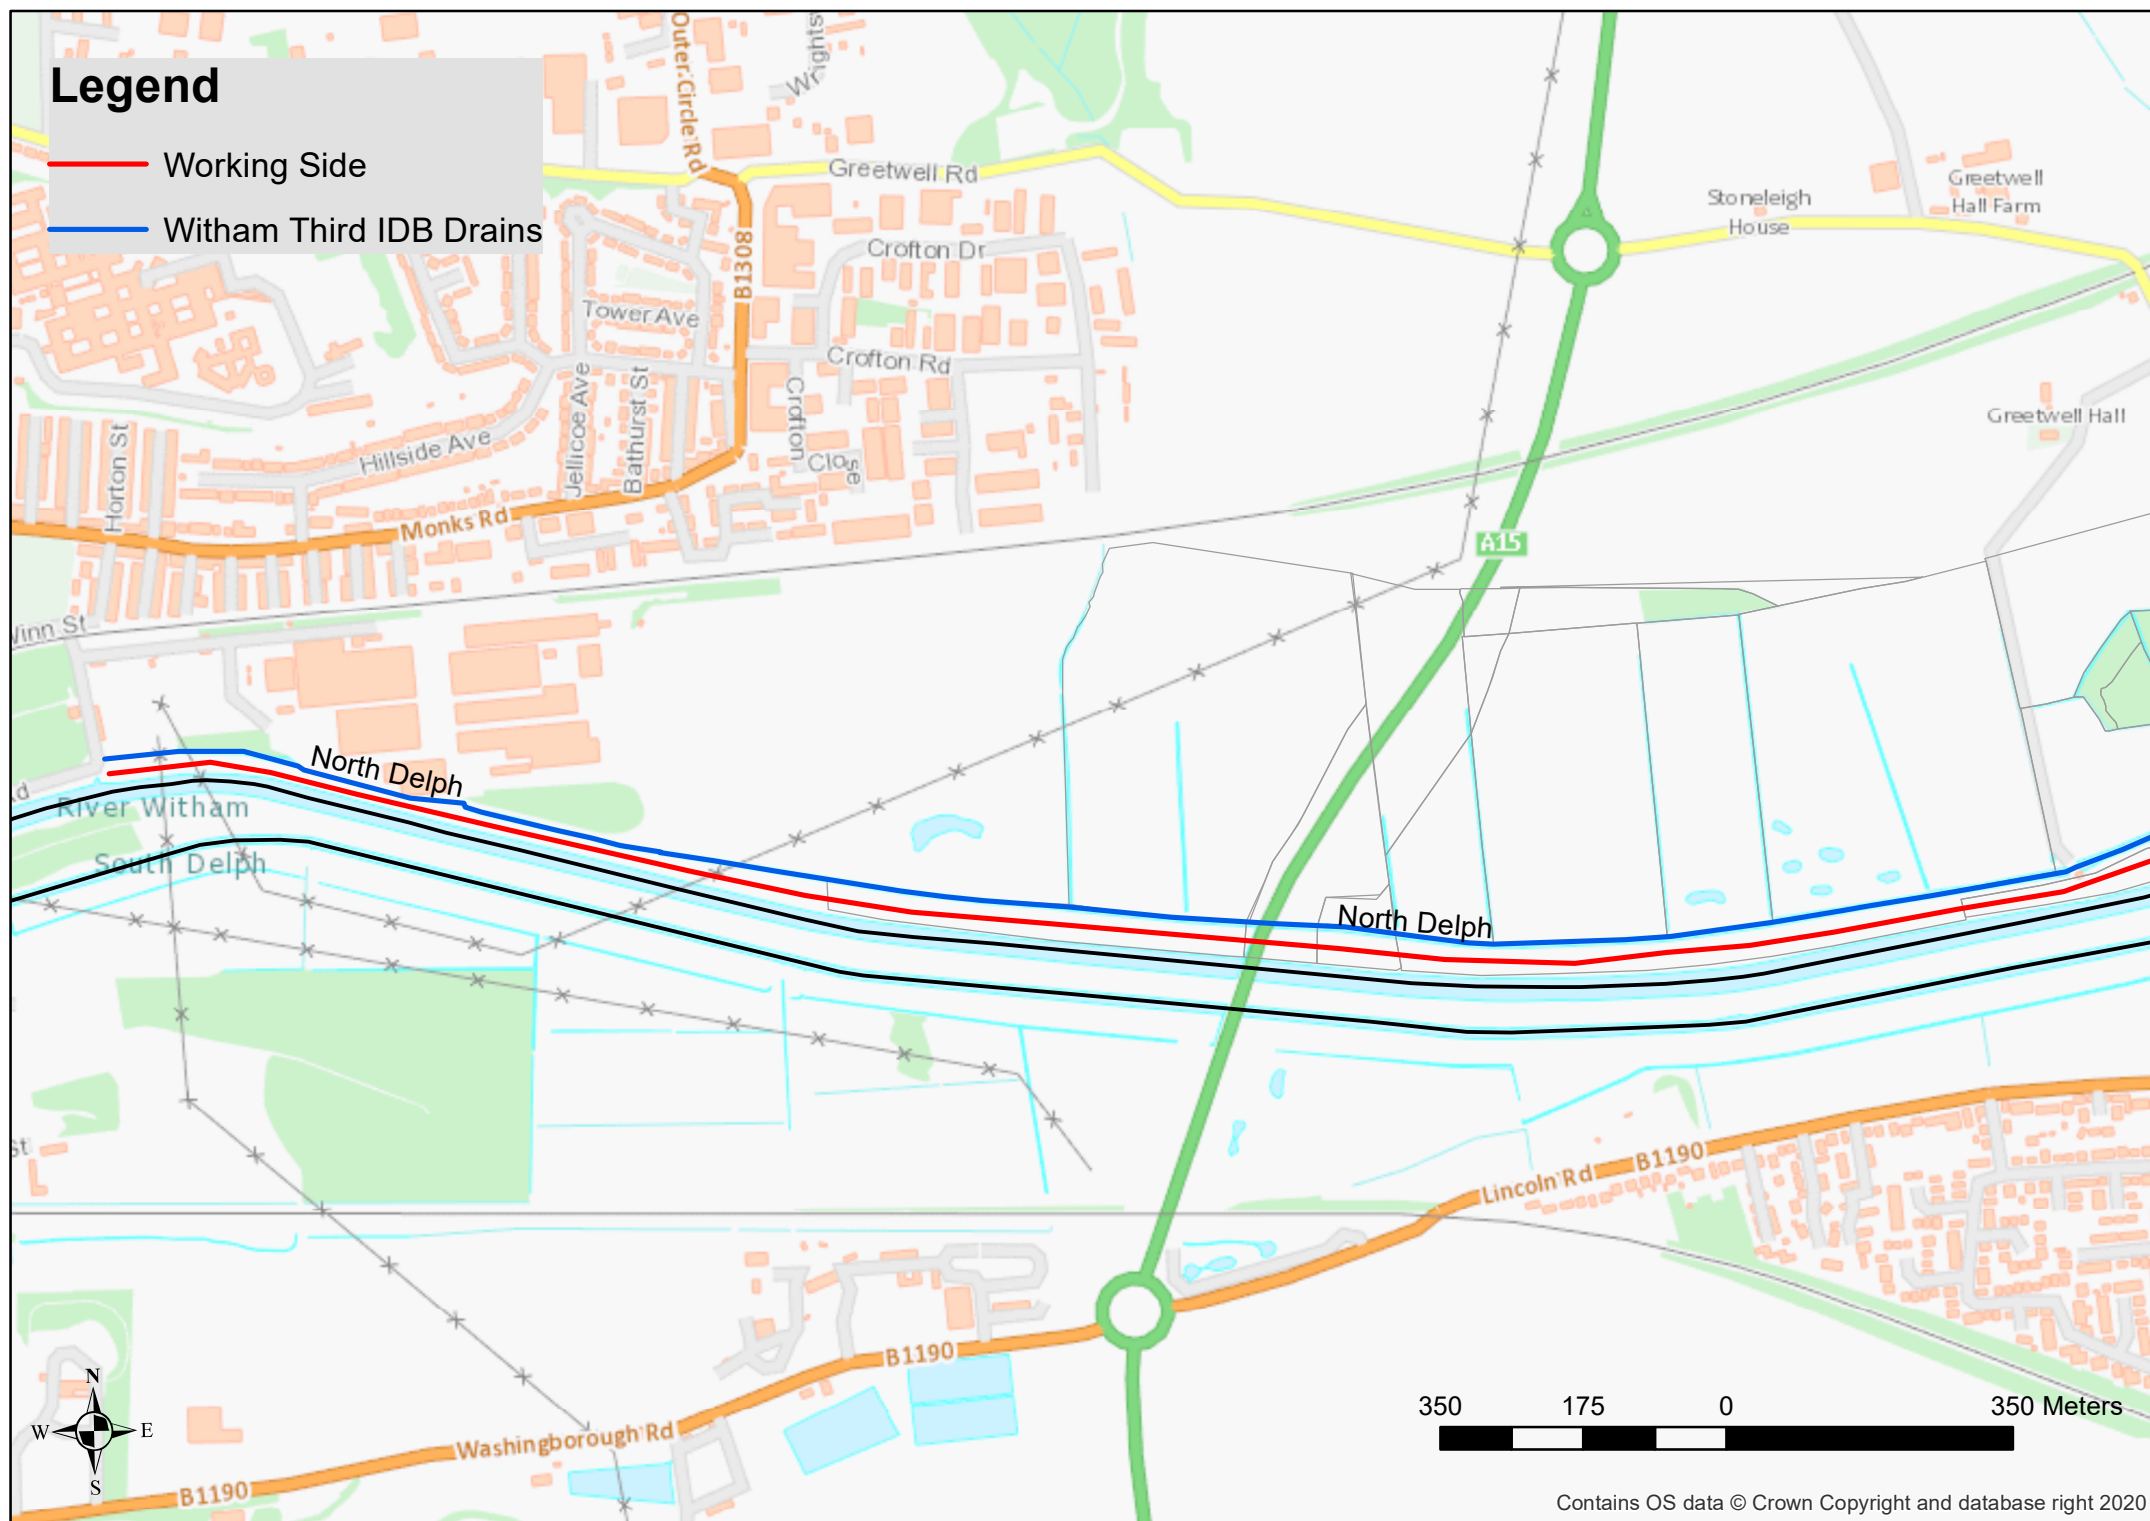 Legend
Working Side
Witham Third IDB Drains
Outer Circle Rd
Greetwell Rd
Stoneleigh
House
Greetwell
Hall Farm
B1308
Crofton Dr
Tower Ave
Crofton Rd
Crofton
Close
Jellicoe Ave
Bathurst St
Horton St
Hillside Ave
Monks Rd
Greetwell Hall
A15
North Delph
River Witham
South Delph
North Delph
Lincoln Rd
B1190
B1190
Washingborough Rd
B1190
N
W
E
S
350 175 0 350 Meters
Contains OS data © Crown Copyright and database right 2020